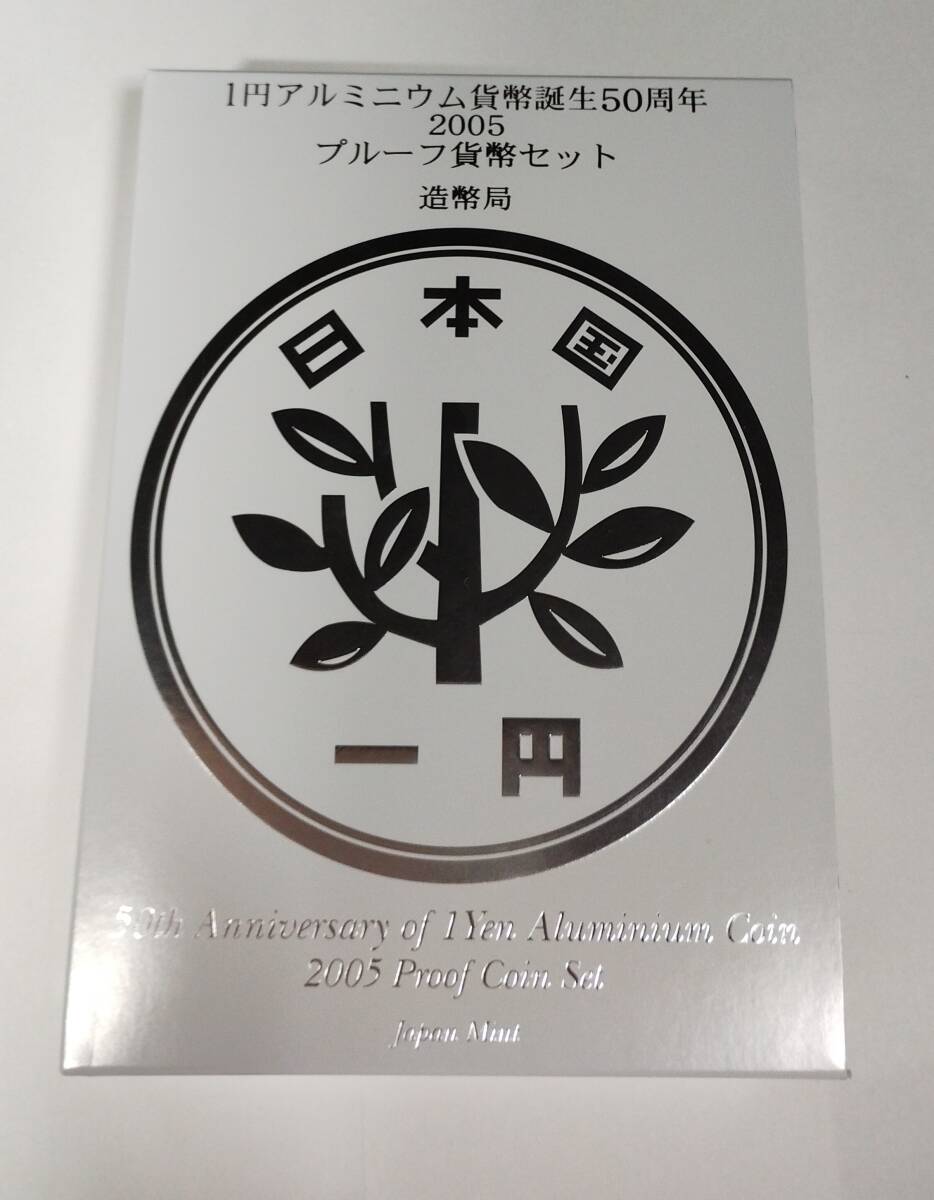 1円アルミニウム貨幣誕生50周年
2005
プルーフ貨幣セット
造幣局
日本国
一円
50th Anniversary of 1Yen Aluminium Coin
2005 Proof Coin Set
Japan Mint